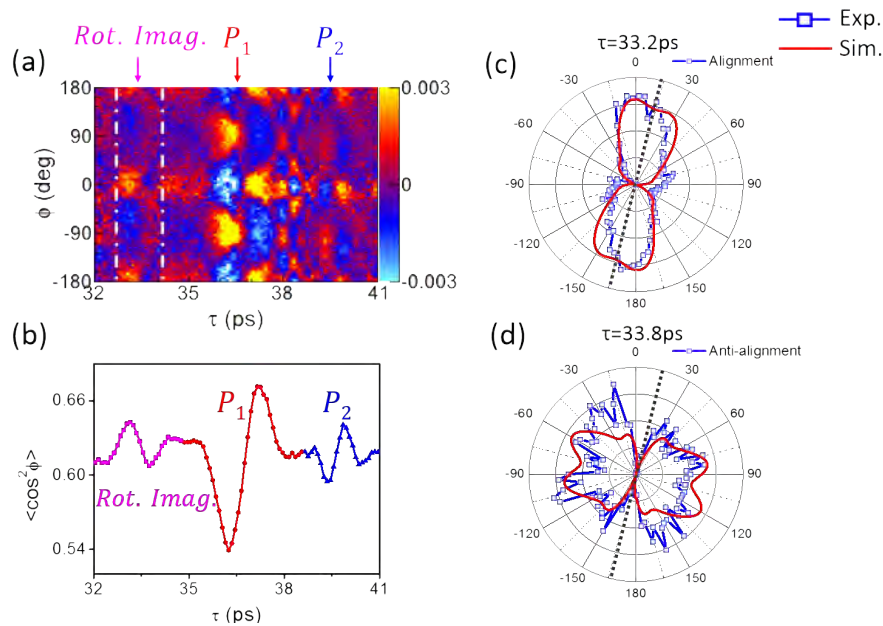 Exp.
Sim.
(a)
Rot. Imag.
P1
P2
180
90
0
-90
-180
ϕ (deg)
0.003
0
-0.003
32
35
38
41
τ (ps)
(b)
0.66
0.60
0.54
<cos²ϕ>
P1
P2
Rot. Imag.
32
35
38
41
τ (ps)
(c)
τ=33.2ps
Alignment
0
30
60
90
120
150
180
-150
-120
-90
-60
-30
(d)
τ=33.8ps
Anti-alignment
0
30
60
90
120
150
180
-150
-120
-90
-60
-30